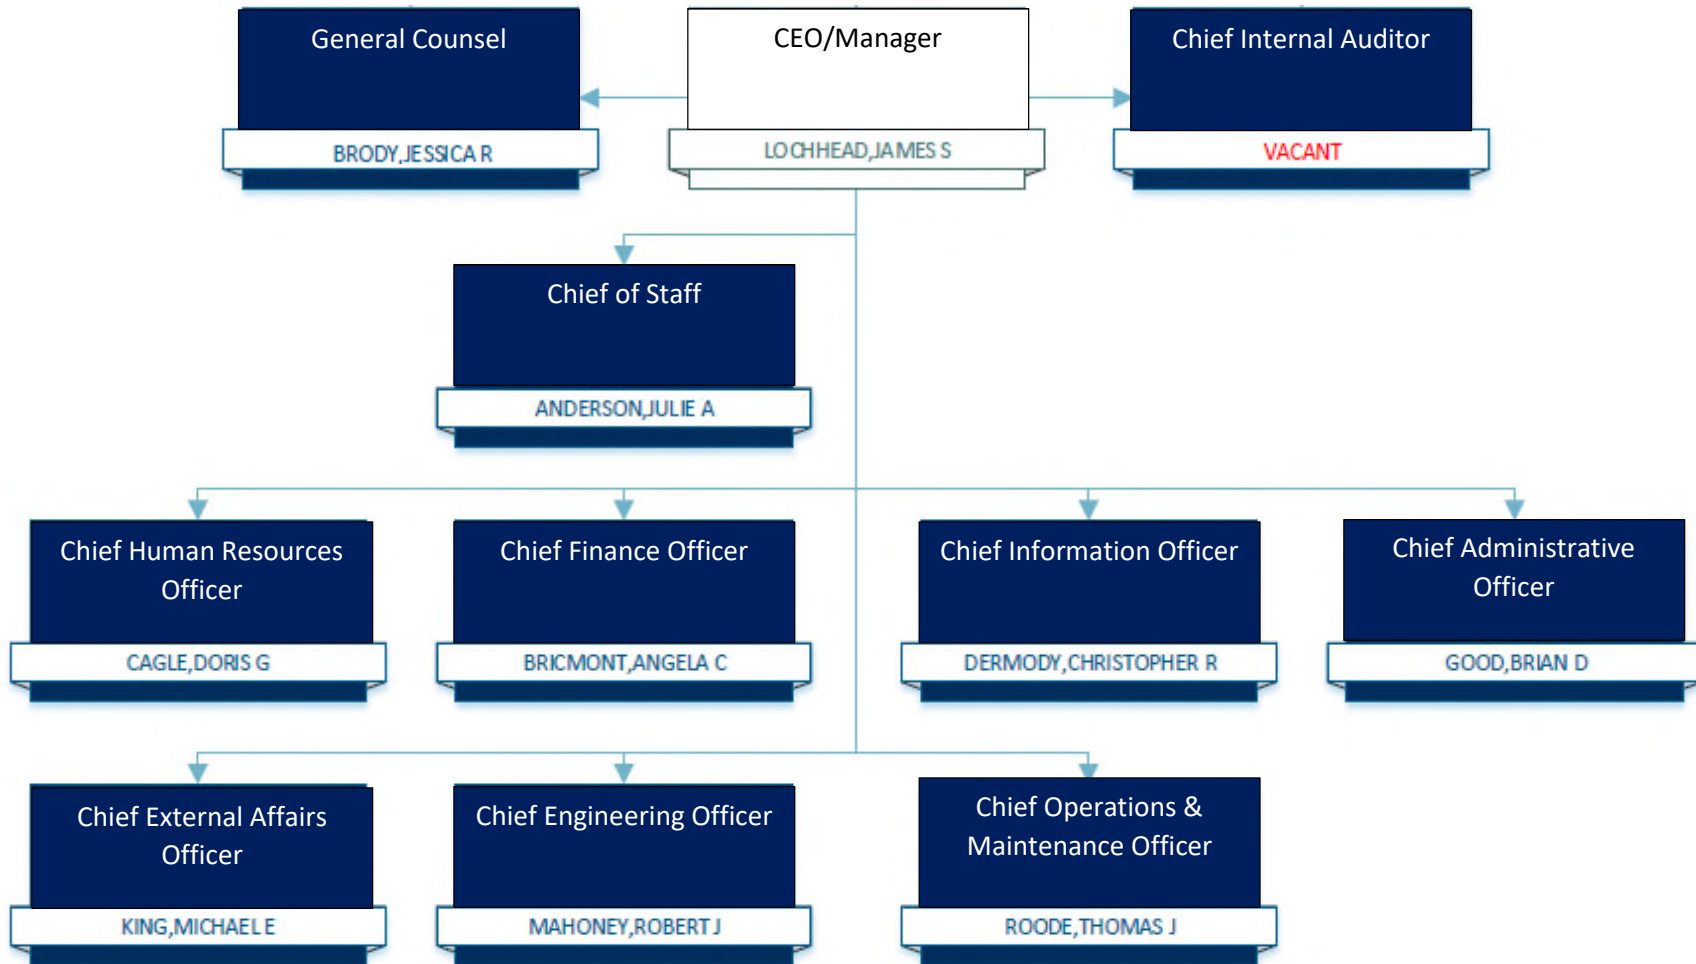 General Counsel
CEO/Manager
Chief Internal Auditor
BRODY,JESSICA R
LOCHHEAD,JAMES S
VACANT
Chief of Staff
ANDERSON,JULIE A
Chief Human Resources
Officer
Chief Finance Officer
Chief Information Officer
Chief Administrative
Officer
CAGLE,DORIS G
BRICMONT,ANGELA C
DERMODY,CHRISTOPHER R
GOOD,BRIAN D
Chief External Affairs
Officer
Chief Engineering Officer
Chief Operations &
Maintenance Officer
KING,MICHAEL E
MAHONEY,ROBERT J
ROODE,THOMAS J